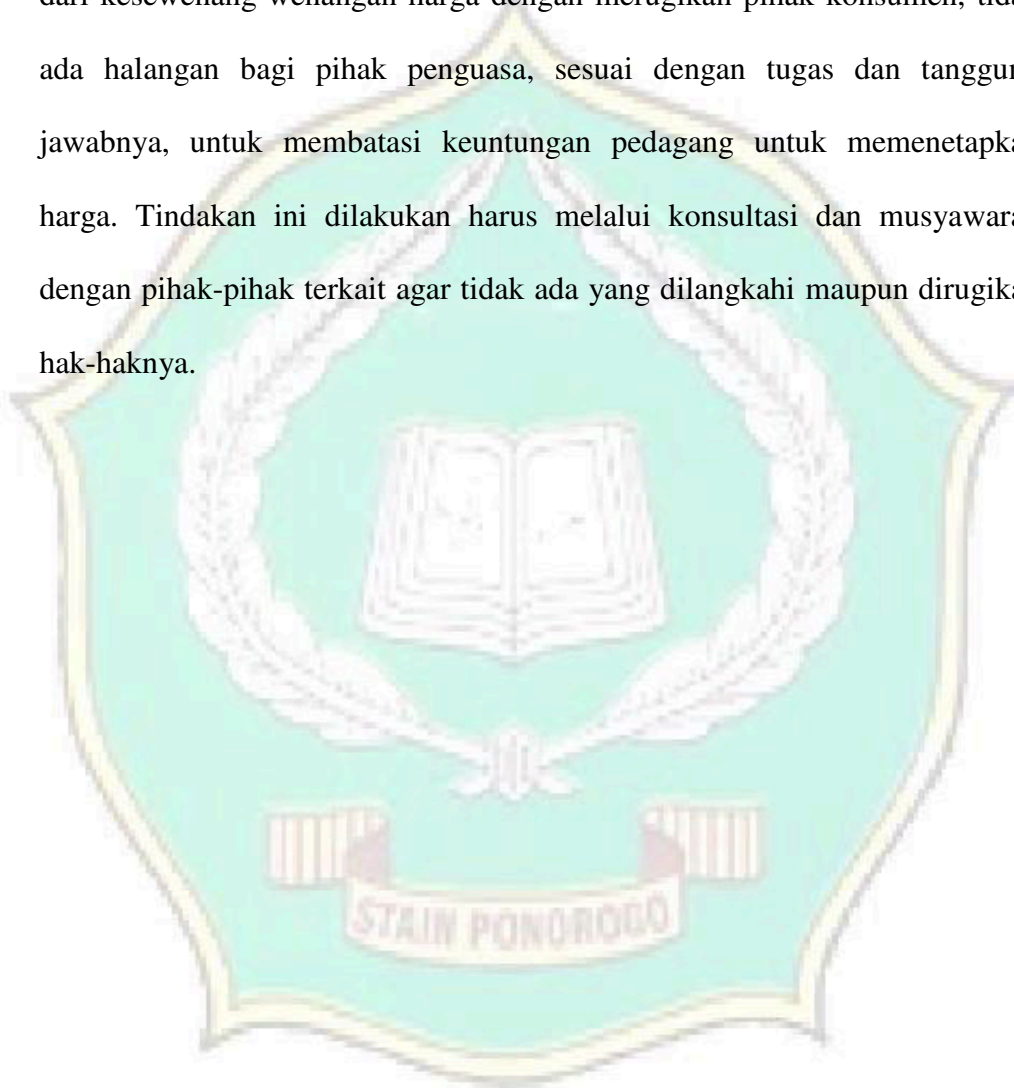 dari kesewenang-wenangan harga dengan merugikan pihak konsumen, tida
ada halangan bagi pihak penguasa, sesuai dengan tugas dan tanggun
jawabnya, untuk membatasi keuntungan pedagang untuk memenetapka
harga. Tindakan ini dilakukan harus melalui konsultasi dan musyawara
dengan pihak-pihak terkait agar tidak ada yang dilangkahi maupun dirugika
hak-haknya.
STAIN PONOROGO